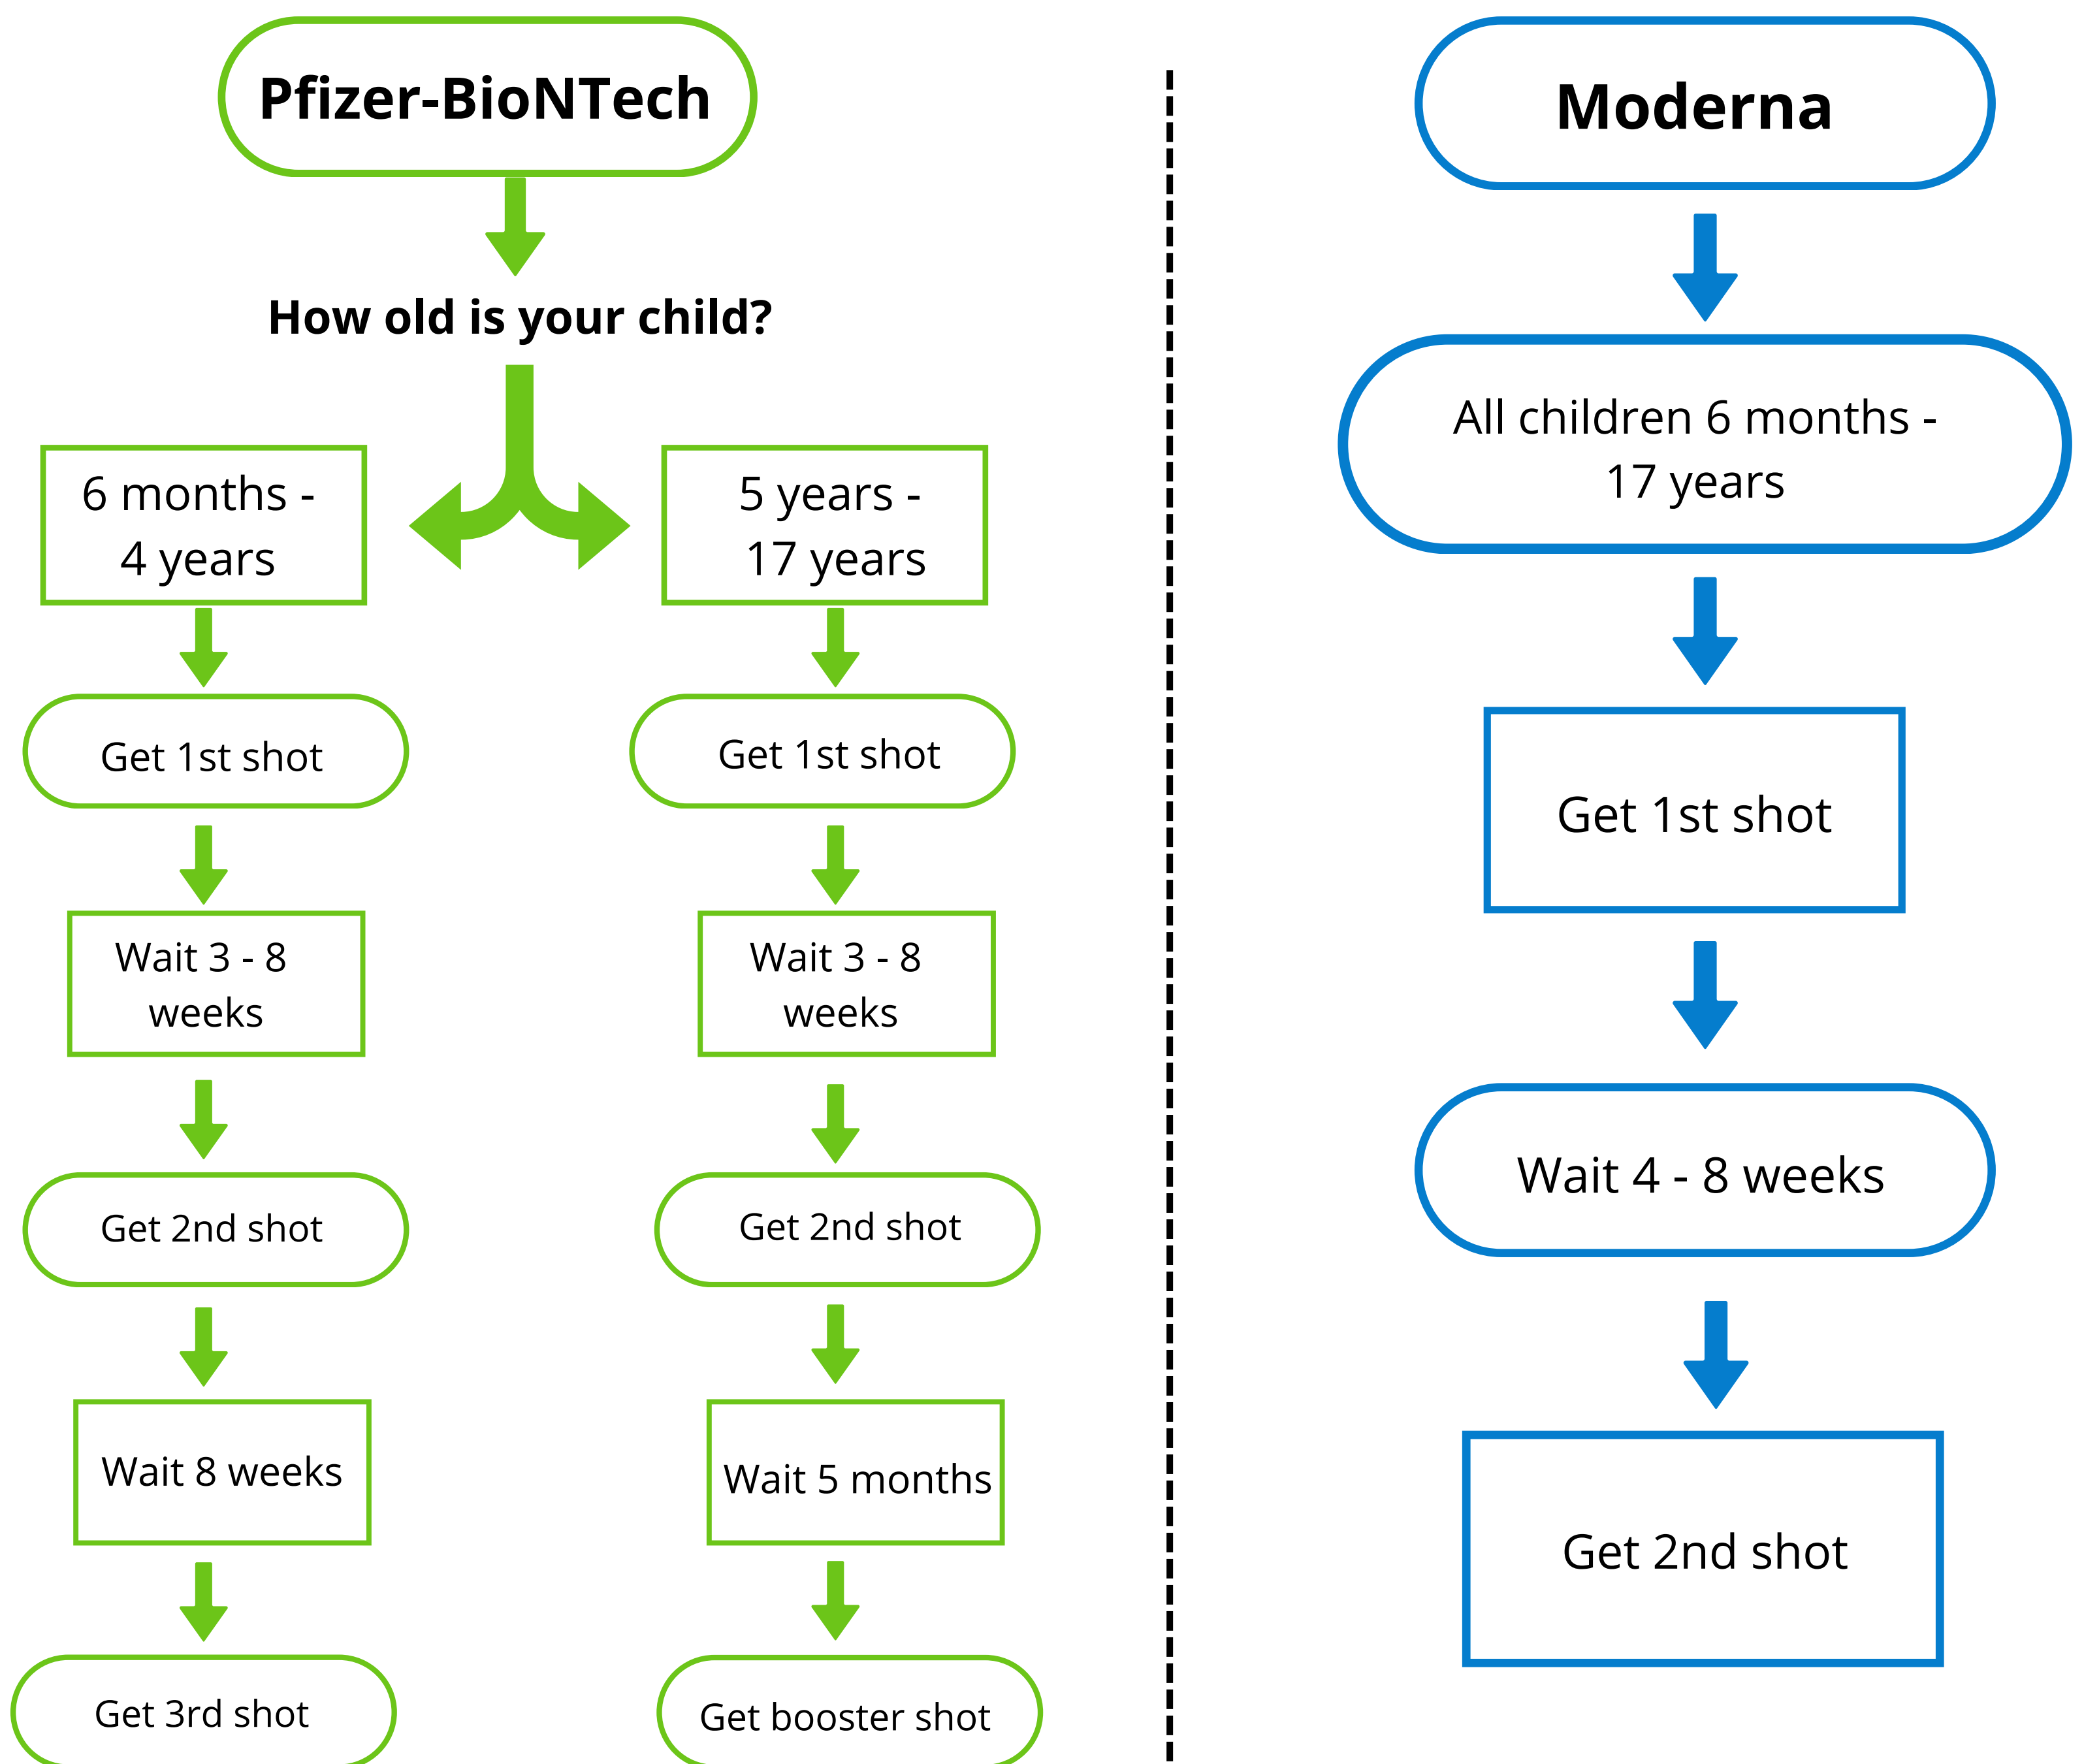 Pfizer-BioNTech
How old is your child?
6 months -
4 years
Get 1st shot
Wait 3 - 8
weeks
Get 2nd shot
Wait 8 weeks
Get 3rd shot
5 years -
17 years
Get 1st shot
Wait 3 - 8
weeks
Get 2nd shot
Wait 5 months
Get booster shot
Moderna
All children 6 months -
17 years
Get 1st shot
Wait 4 - 8 weeks
Get 2nd shot